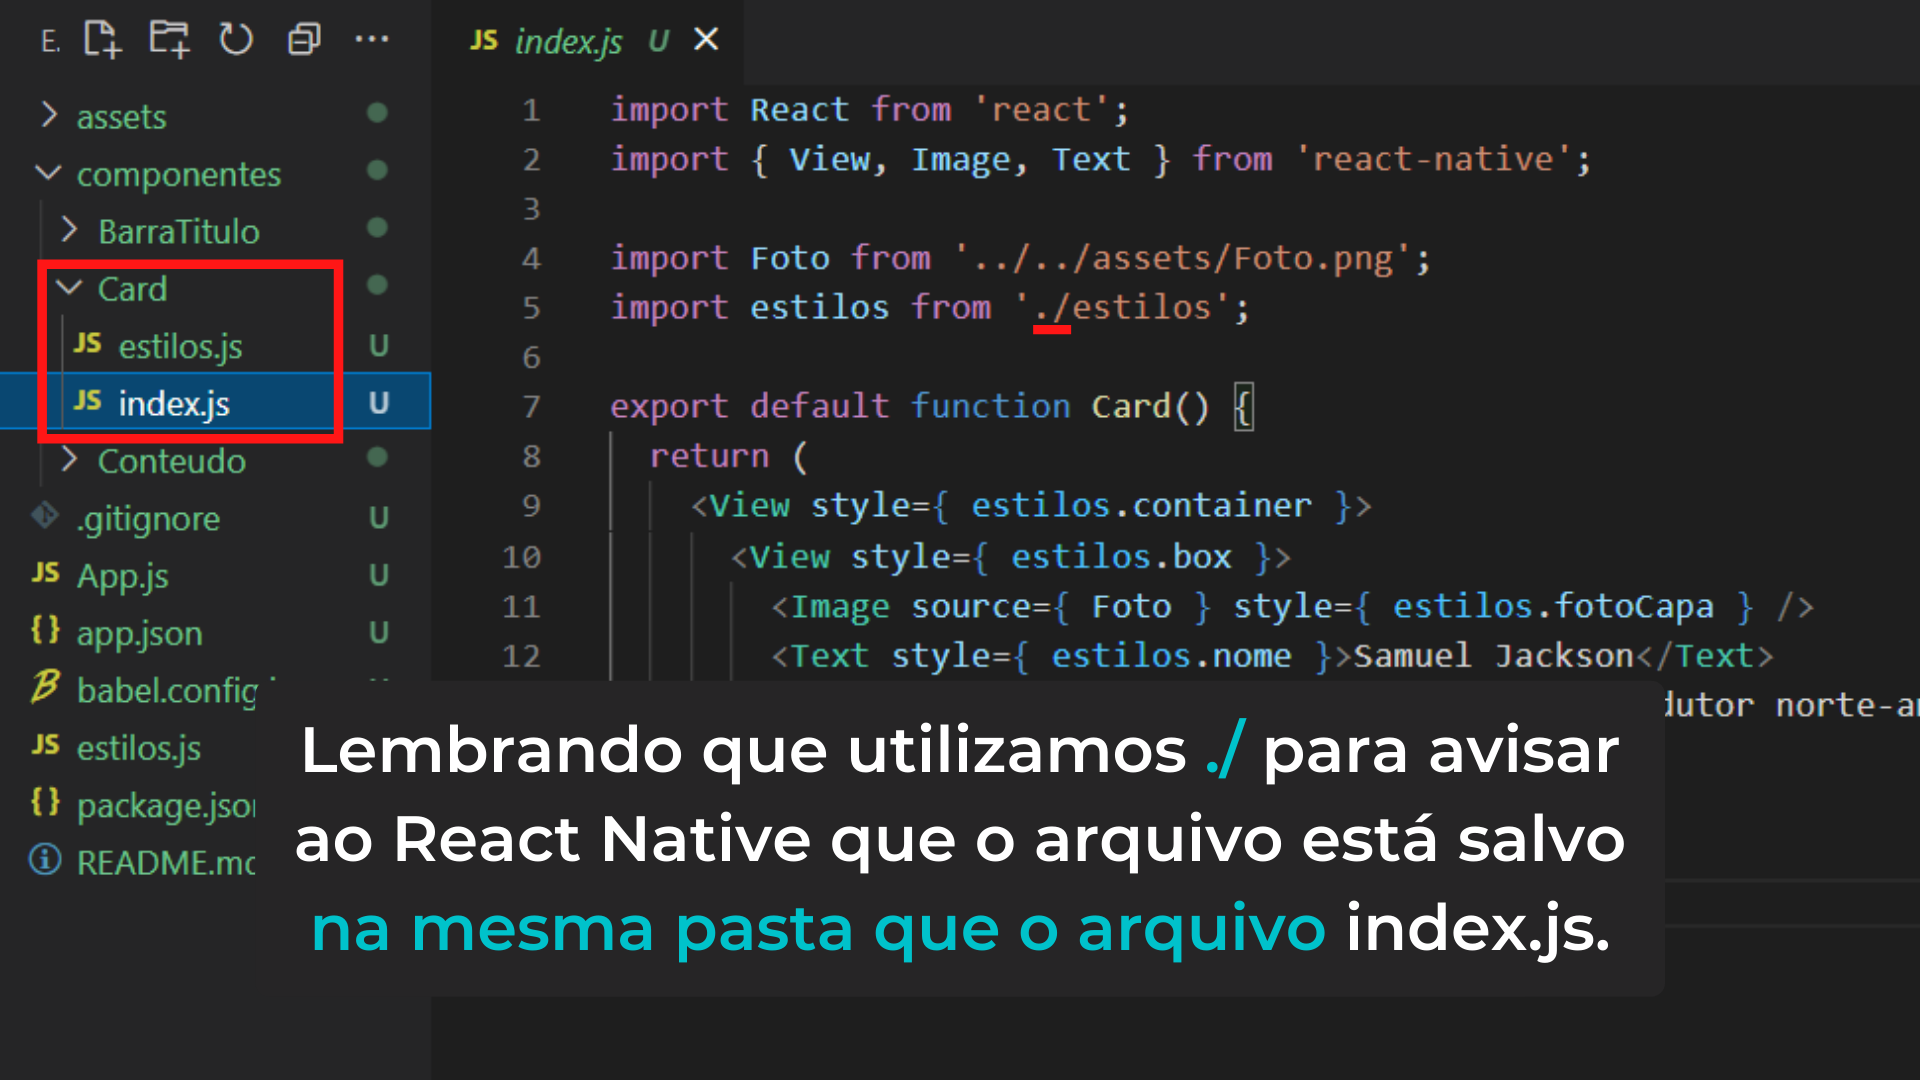 E.
assets
componentes
BarraTitulo
Card
JS estilos.js U
JS index.js U
Conteudo
.gitignore U
JS App.js U
{} app.json U
babel.config
JS estilos.js
{} package.json
README.md
JS index.js U
1 import React from 'react';
2 import { View, Image, Text } from 'react-native';
3
4 import Foto from '../../assets/Foto.png';
5 import estilos from './estilos';
6
7 export default function Card() {
8 return (
9 <View style={ estilos.container }>
10 <View style={ estilos.box }>
11 <Image source={ Foto } style={ estilos.fotoCapa } />
12 <Text style={ estilos.nome }>Samuel Jackson</Text>
dutor norte-a
Lembrando que utilizamos ./ para avisar
ao React Native que o arquivo está salvo
na mesma pasta que o arquivo index.js.